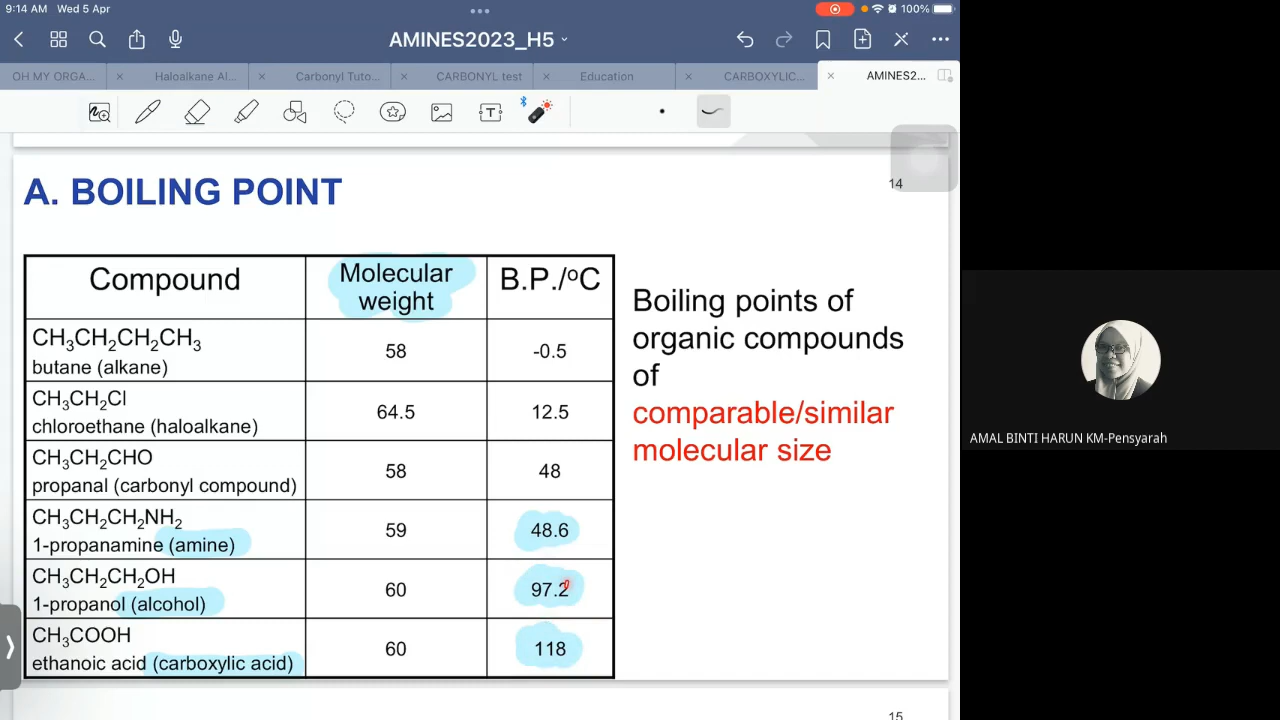 9:14 AM Wed 5 Apr
100%
AMINES2023_H5
OH MY ORGA...
Haloalkane Al...
Carbonyl Tuto...
CARBONYL test
Education
CARBOXYLIC...
AMINES2...
14
A. BOILING POINT
Compound
Molecular weight
B.P./°C
CH₃CH₂CH₂CH₃
butane (alkane)
58
-0.5
CH₃CH₂Cl
chloroethane (haloalkane)
64.5
12.5
CH₃CH₂CHO
propanal (carbonyl compound)
58
48
CH₃CH₂CH₂NH₂
1-propanamine (amine)
59
48.6
CH₃CH₂CH₂OH
1-propanol (alcohol)
60
97.2
CH₃COOH
ethanoic acid (carboxylic acid)
60
118
Boiling points of
organic compounds
of
comparable/similar
molecular size
15
AMAL BINTI HARUN KM-Pensyarah